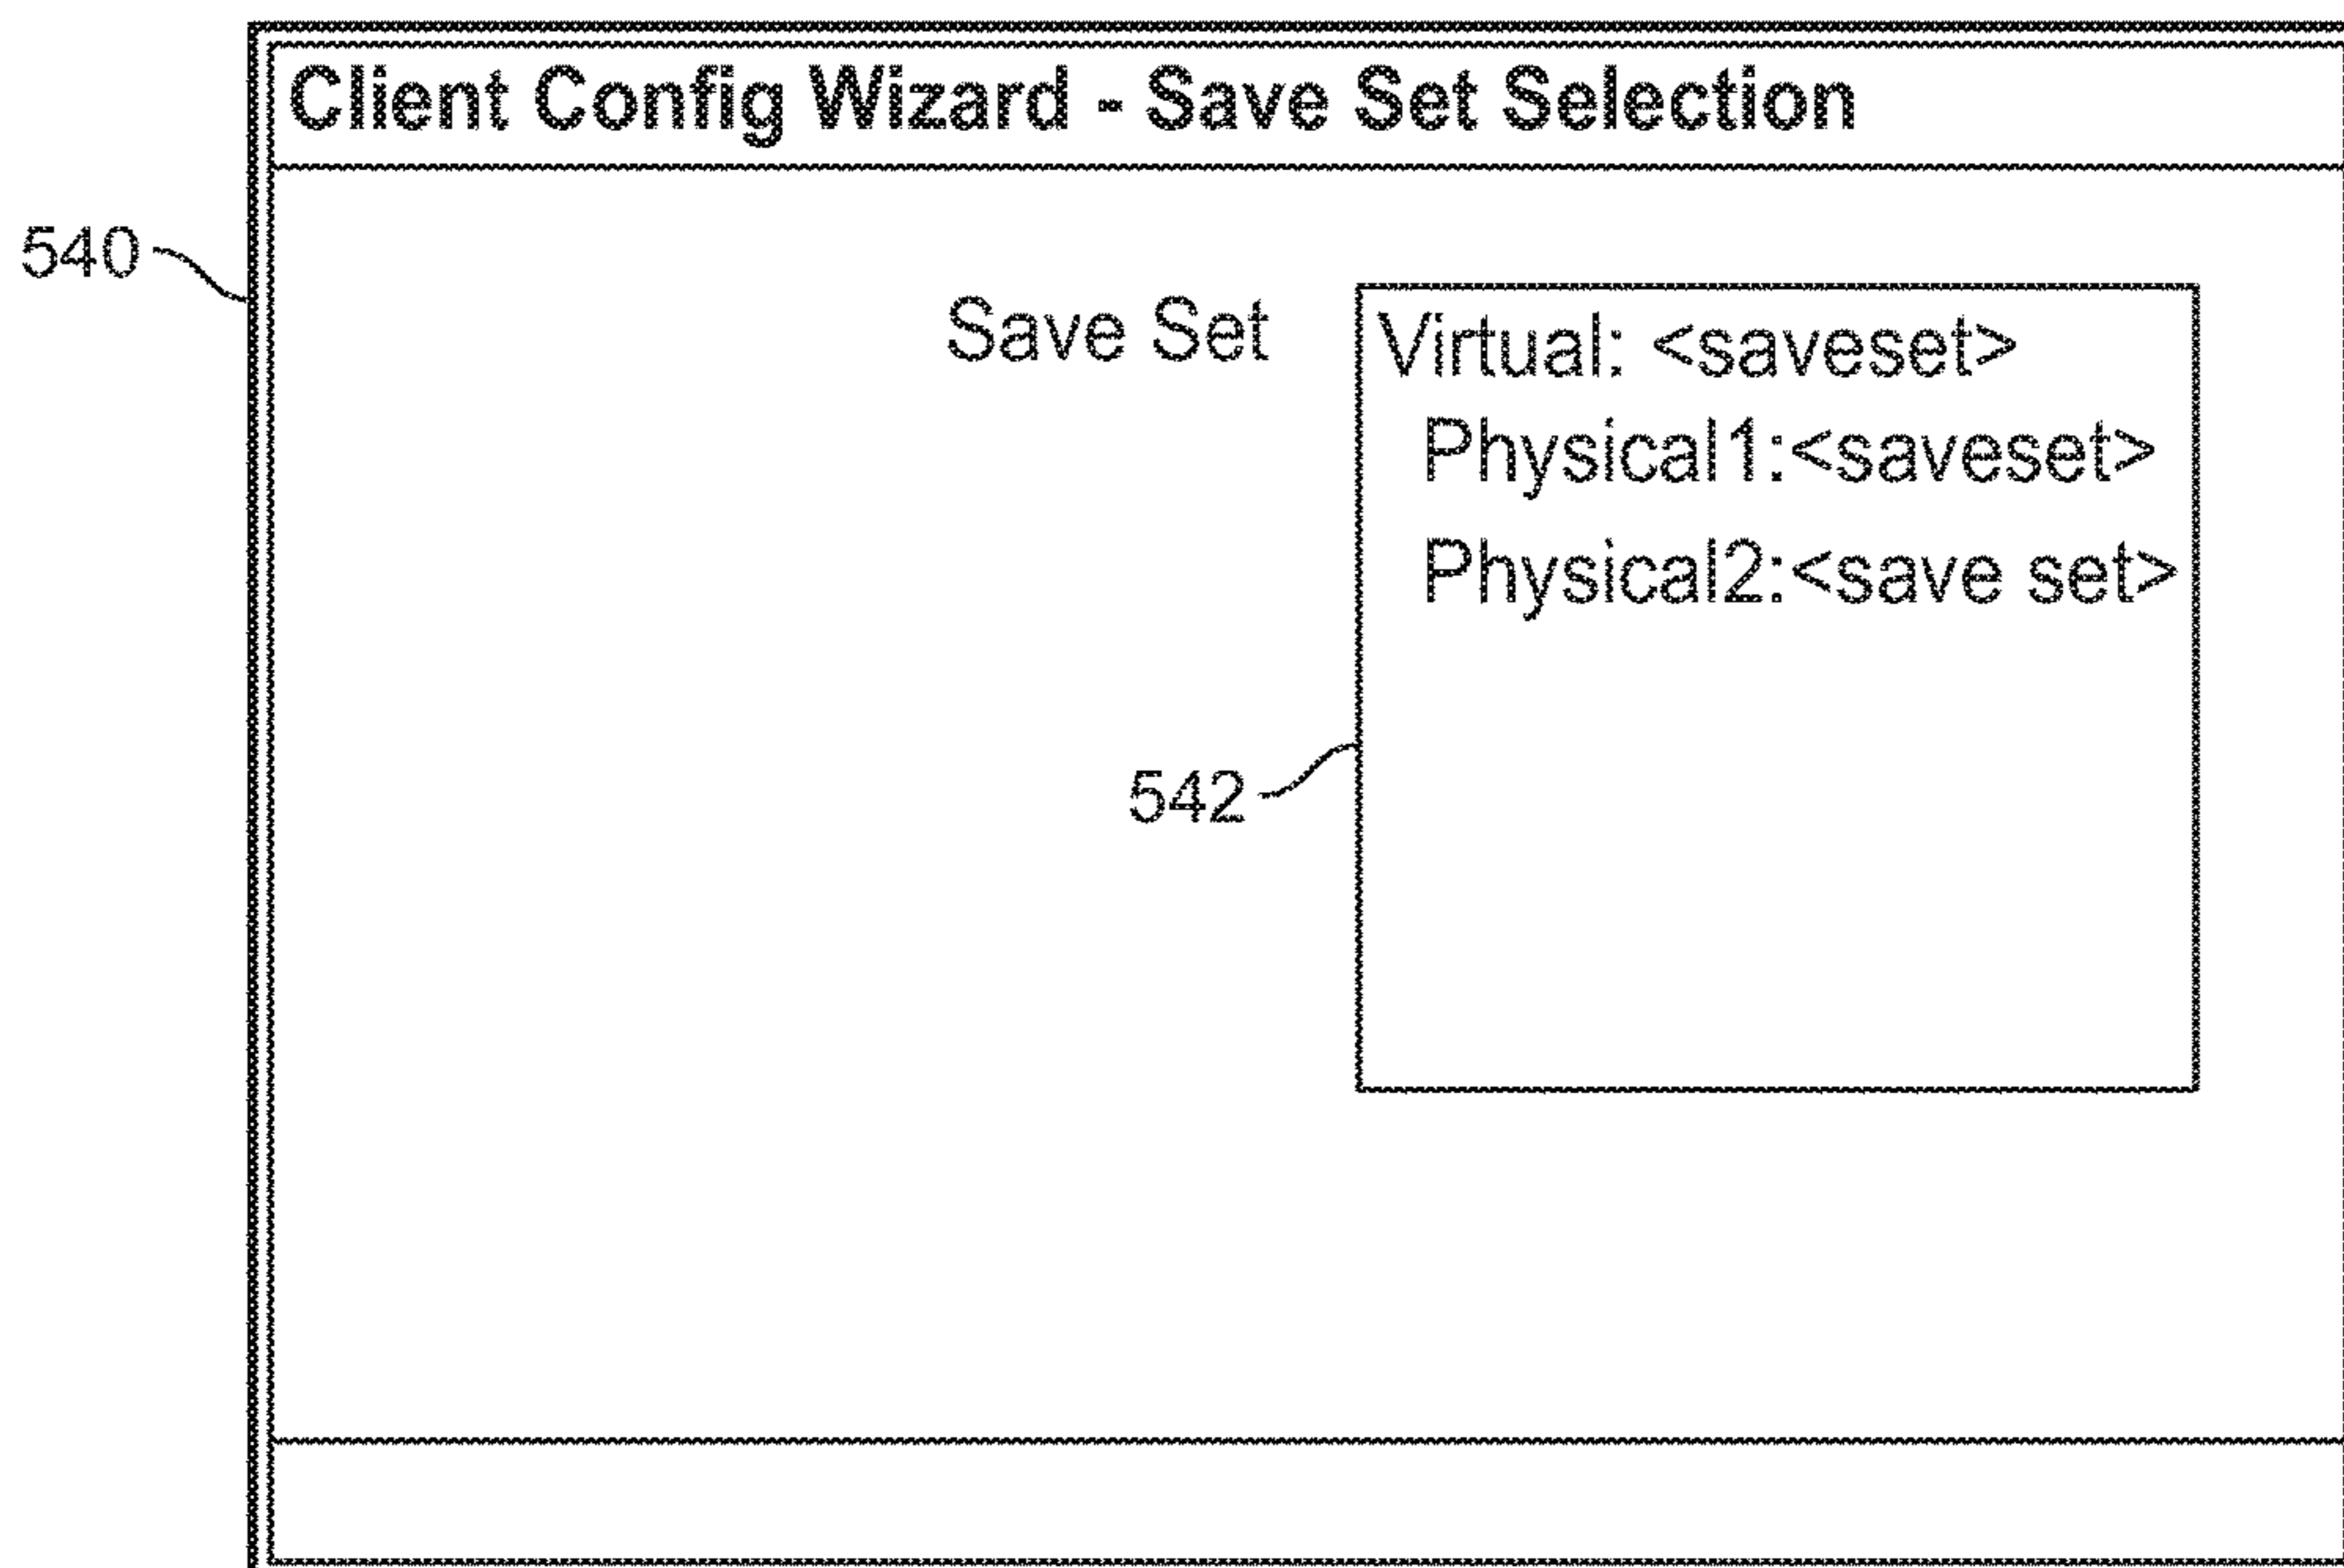 Client Config Wizard - Save Set Selection
540
Save Set
Virtual: <saveset>
Physical1:<saveset>
Physical2:<save set>
542